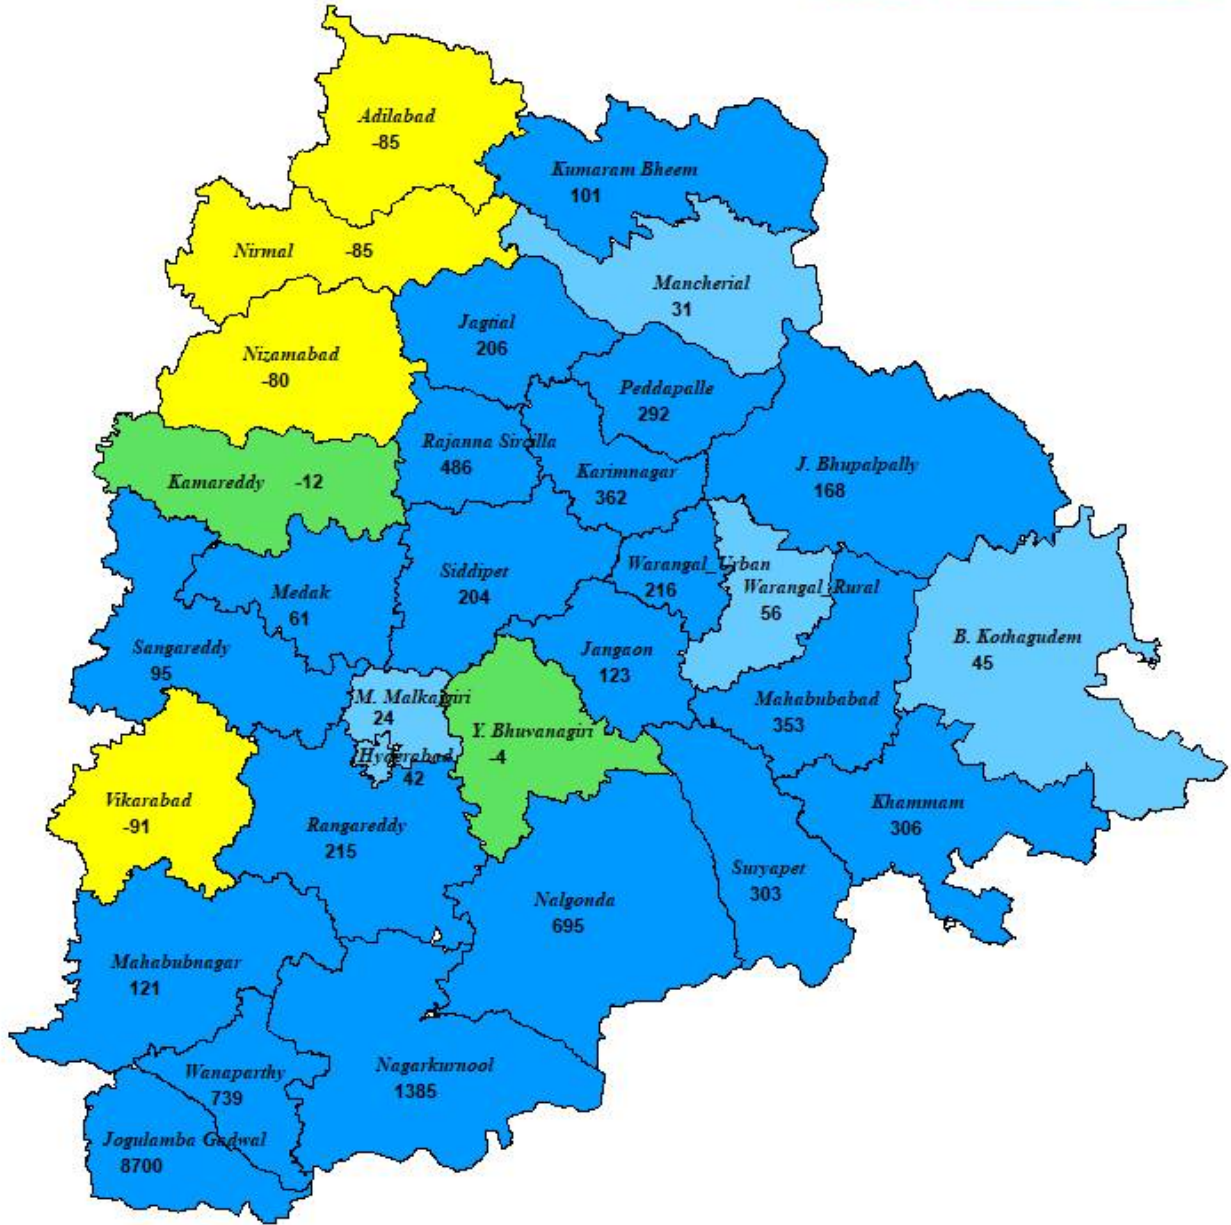 Adilabad
-85
Kumaram Bheem
101
Nirmal -85
Mancherial
31
Jagtial
206
Nizamabad
-80
Peddapalle
292
Rajanna Sircilla
486
Karimnagar
362
J. Bhupalpally
168
Kamareddy -12
Siddipet
204
Warangal_Urban
216
Warangal_Rural
56
Medak
61
B. Kothagudem
45
Sangareddy
95
Jangaon
123
M. Malkajgiri
24
Mahabubabad
353
Y. Bhuvanagiri
-4
Hyderabad
42
Vikarabad
-91
Rangareddy
215
Khammam
306
Suryapet
303
Nalgonda
695
Mahabubnagar
121
Wanaparthy
739
Nagarkurnool
1385
Jogulamba Gadwal
8700